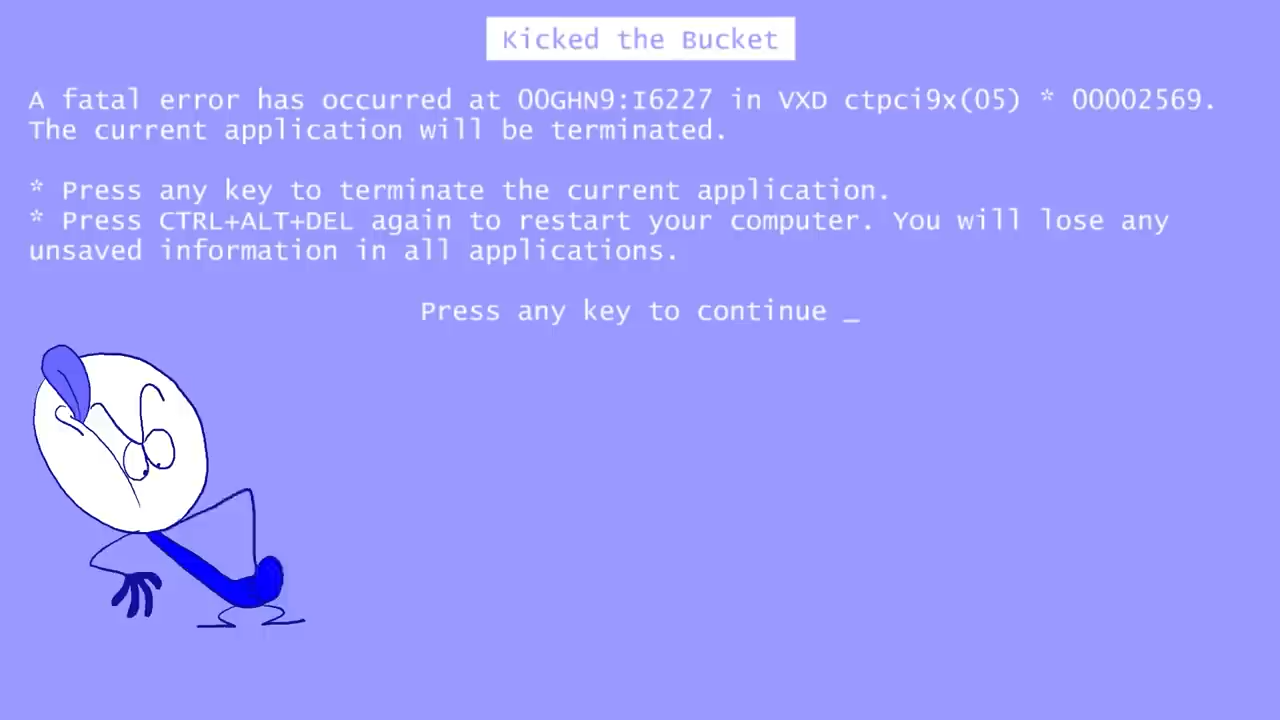 Kicked the Bucket
A fatal error has occurred at 00GHN9:I6227 in VXD ctpci9x(05) * 00002569.
The current application will be terminated.
* Press any key to terminate the current application.
* Press CTRL+ALT+DEL again to restart your computer. You will lose any
unsaved information in all applications.
Press any key to continue _